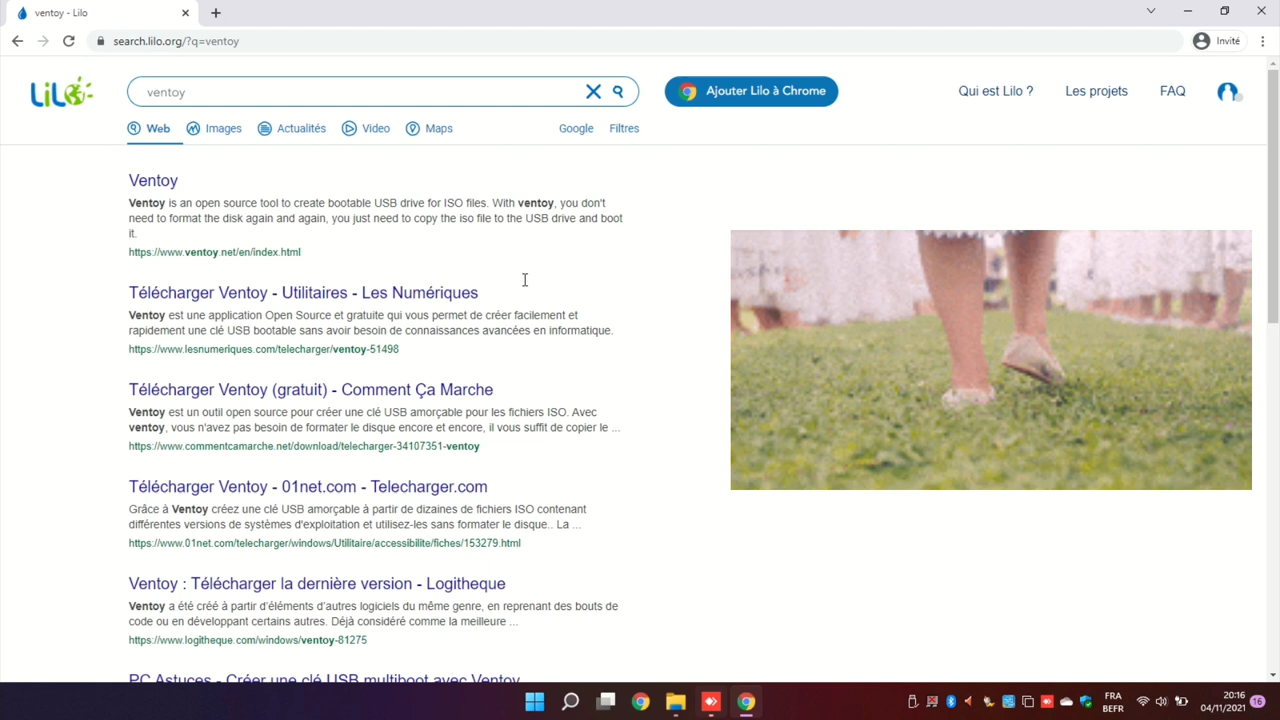 ventoy - Lilo
search.lilo.org/?q=ventoy
Invité
LiLO
ventoy
Ajouter Lilo à Chrome
Qui est Lilo ?
Les projets
FAQ
Web
Images
Actualités
Video
Maps
Google
Filtres
Ventoy
Ventoy is an open source tool to create bootable USB drive for ISO files. With ventoy, you don't
need to format the disk again and again, you just need to copy the iso file to the USB drive and boot
it.
https://www.ventoy.net/en/index.html
Télécharger Ventoy - Utilitaires - Les Numériques
Ventoy est une application Open Source et gratuite qui vous permet de créer facilement et
rapidement une clé USB bootable sans avoir besoin de connaissances avancées en informatique.
https://www.lesnumeriques.com/telecharger/ventoy-51498
Télécharger Ventoy (gratuit) - Comment Ça Marche
Ventoy est un outil open source pour créer une clé USB amorçable pour les fichiers ISO. Avec
ventoy, vous n'avez pas besoin de formater le disque encore et encore, il vous suffit de copier le ...
https://www.commentcamarche.net/download/telecharger-34107351-ventoy
Télécharger Ventoy - 01net.com - Telecharger.com
Grâce à Ventoy créez une clé USB amorçable à partir de dizaines de fichiers ISO contenant
différentes versions de systèmes d'exploitation et utilisez-les sans formater le disque.. La ...
https://www.01net.com/telecharger/windows/Utilitaire/accessibilite/fiches/153279.html
Ventoy : Télécharger la dernière version - Logitheque
Ventoy a été créé à partir d'éléments d'autres logiciels du même genre, en reprenant des bouts de
code ou en développant certains autres. Déjà considéré comme la meilleure ...
https://www.logitheque.com/windows/ventoy-81275
PC Astuces - Créer une clé USB multiboot avec Ventoy
FRA
BEFR
20:16
04/11/2021
16